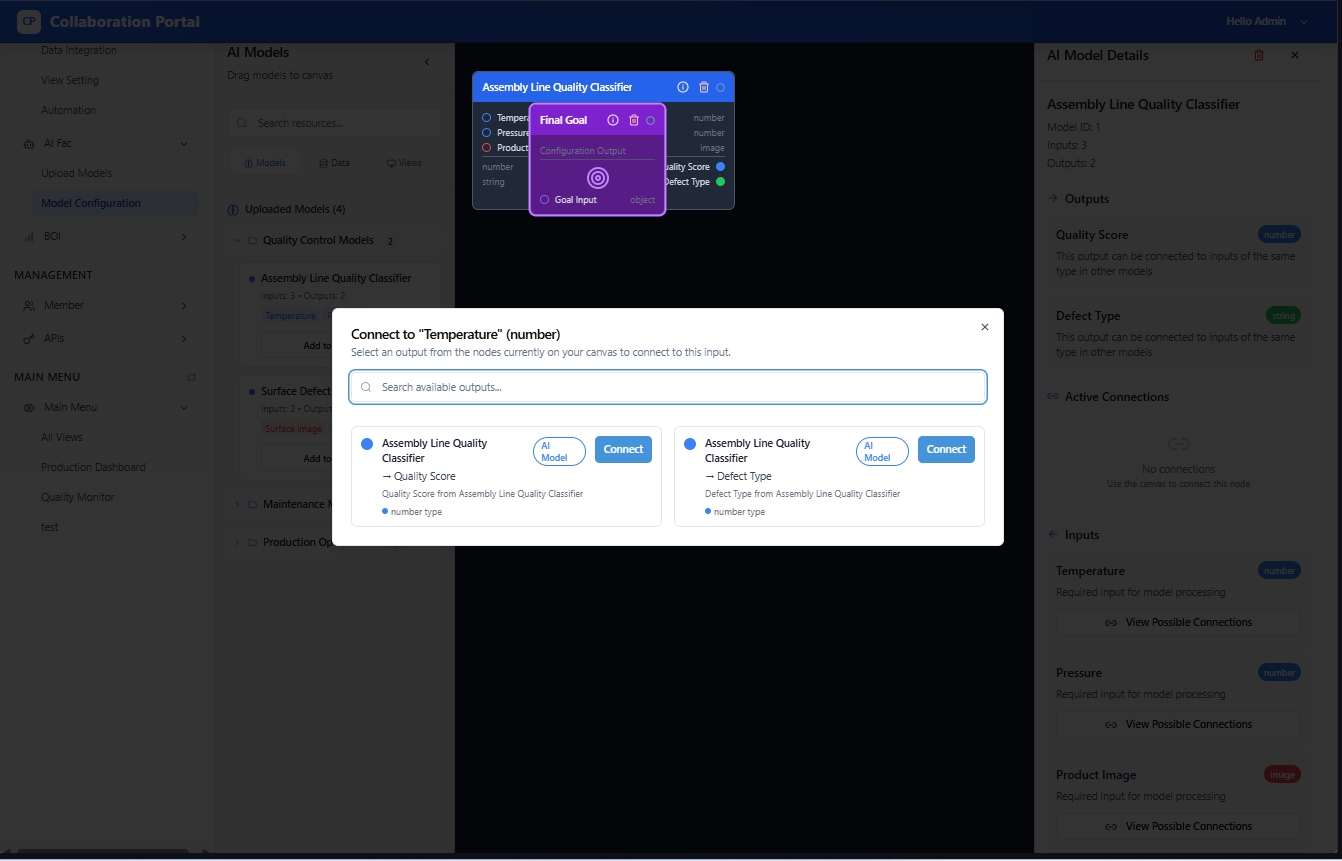 CP Collaboration Portal
Hello Admin
Data Integration
View Setting
Automation
AI Fac
Upload Models
Model Configuration
BOI
MANAGEMENT
Member
APIs
MAIN MENU
Main Menu
All Views
Production Dashboard
Quality Monitor
test
AI Models
Drag models to canvas
Search resources...
Models Data Views
Uploaded Models (4)
Quality Control Models 2
Assembly Line Quality Classifier
Inputs: 3 • Outputs: 2
Temperature
Add to
Surface Defect
Inputs: 2 • Output
Surface Image
Add to
Maintenance M
Production Op
Assembly Line Quality Classifier
Tempera number
Pressure number
Product image
number uality Score
string Defect Type
Final Goal
Configuration Output
Goal Input object
Connect to "Temperature" (number)
Select an output from the nodes currently on your canvas to connect to this input.
Search available outputs...
Assembly Line Quality
Classifier
AI
Model
Connect
→ Quality Score
Quality Score from Assembly Line Quality Classifier
number type
Assembly Line Quality
Classifier
AI
Model
Connect
→ Defect Type
Defect Type from Assembly Line Quality Classifier
number type
AI Model Details
Assembly Line Quality Classifier
Model ID: 1
Inputs: 3
Outputs: 2
Outputs
Quality Score number
This output can be connected to inputs of the same
type in other models
Defect Type string
This output can be connected to inputs of the same
type in other models
Active Connections
No connections
Use the canvas to connect this node
Inputs
Temperature number
Required input for model processing
View Possible Connections
Pressure number
Required input for model processing
View Possible Connections
Product Image image
Required input for model processing
View Possible Connections